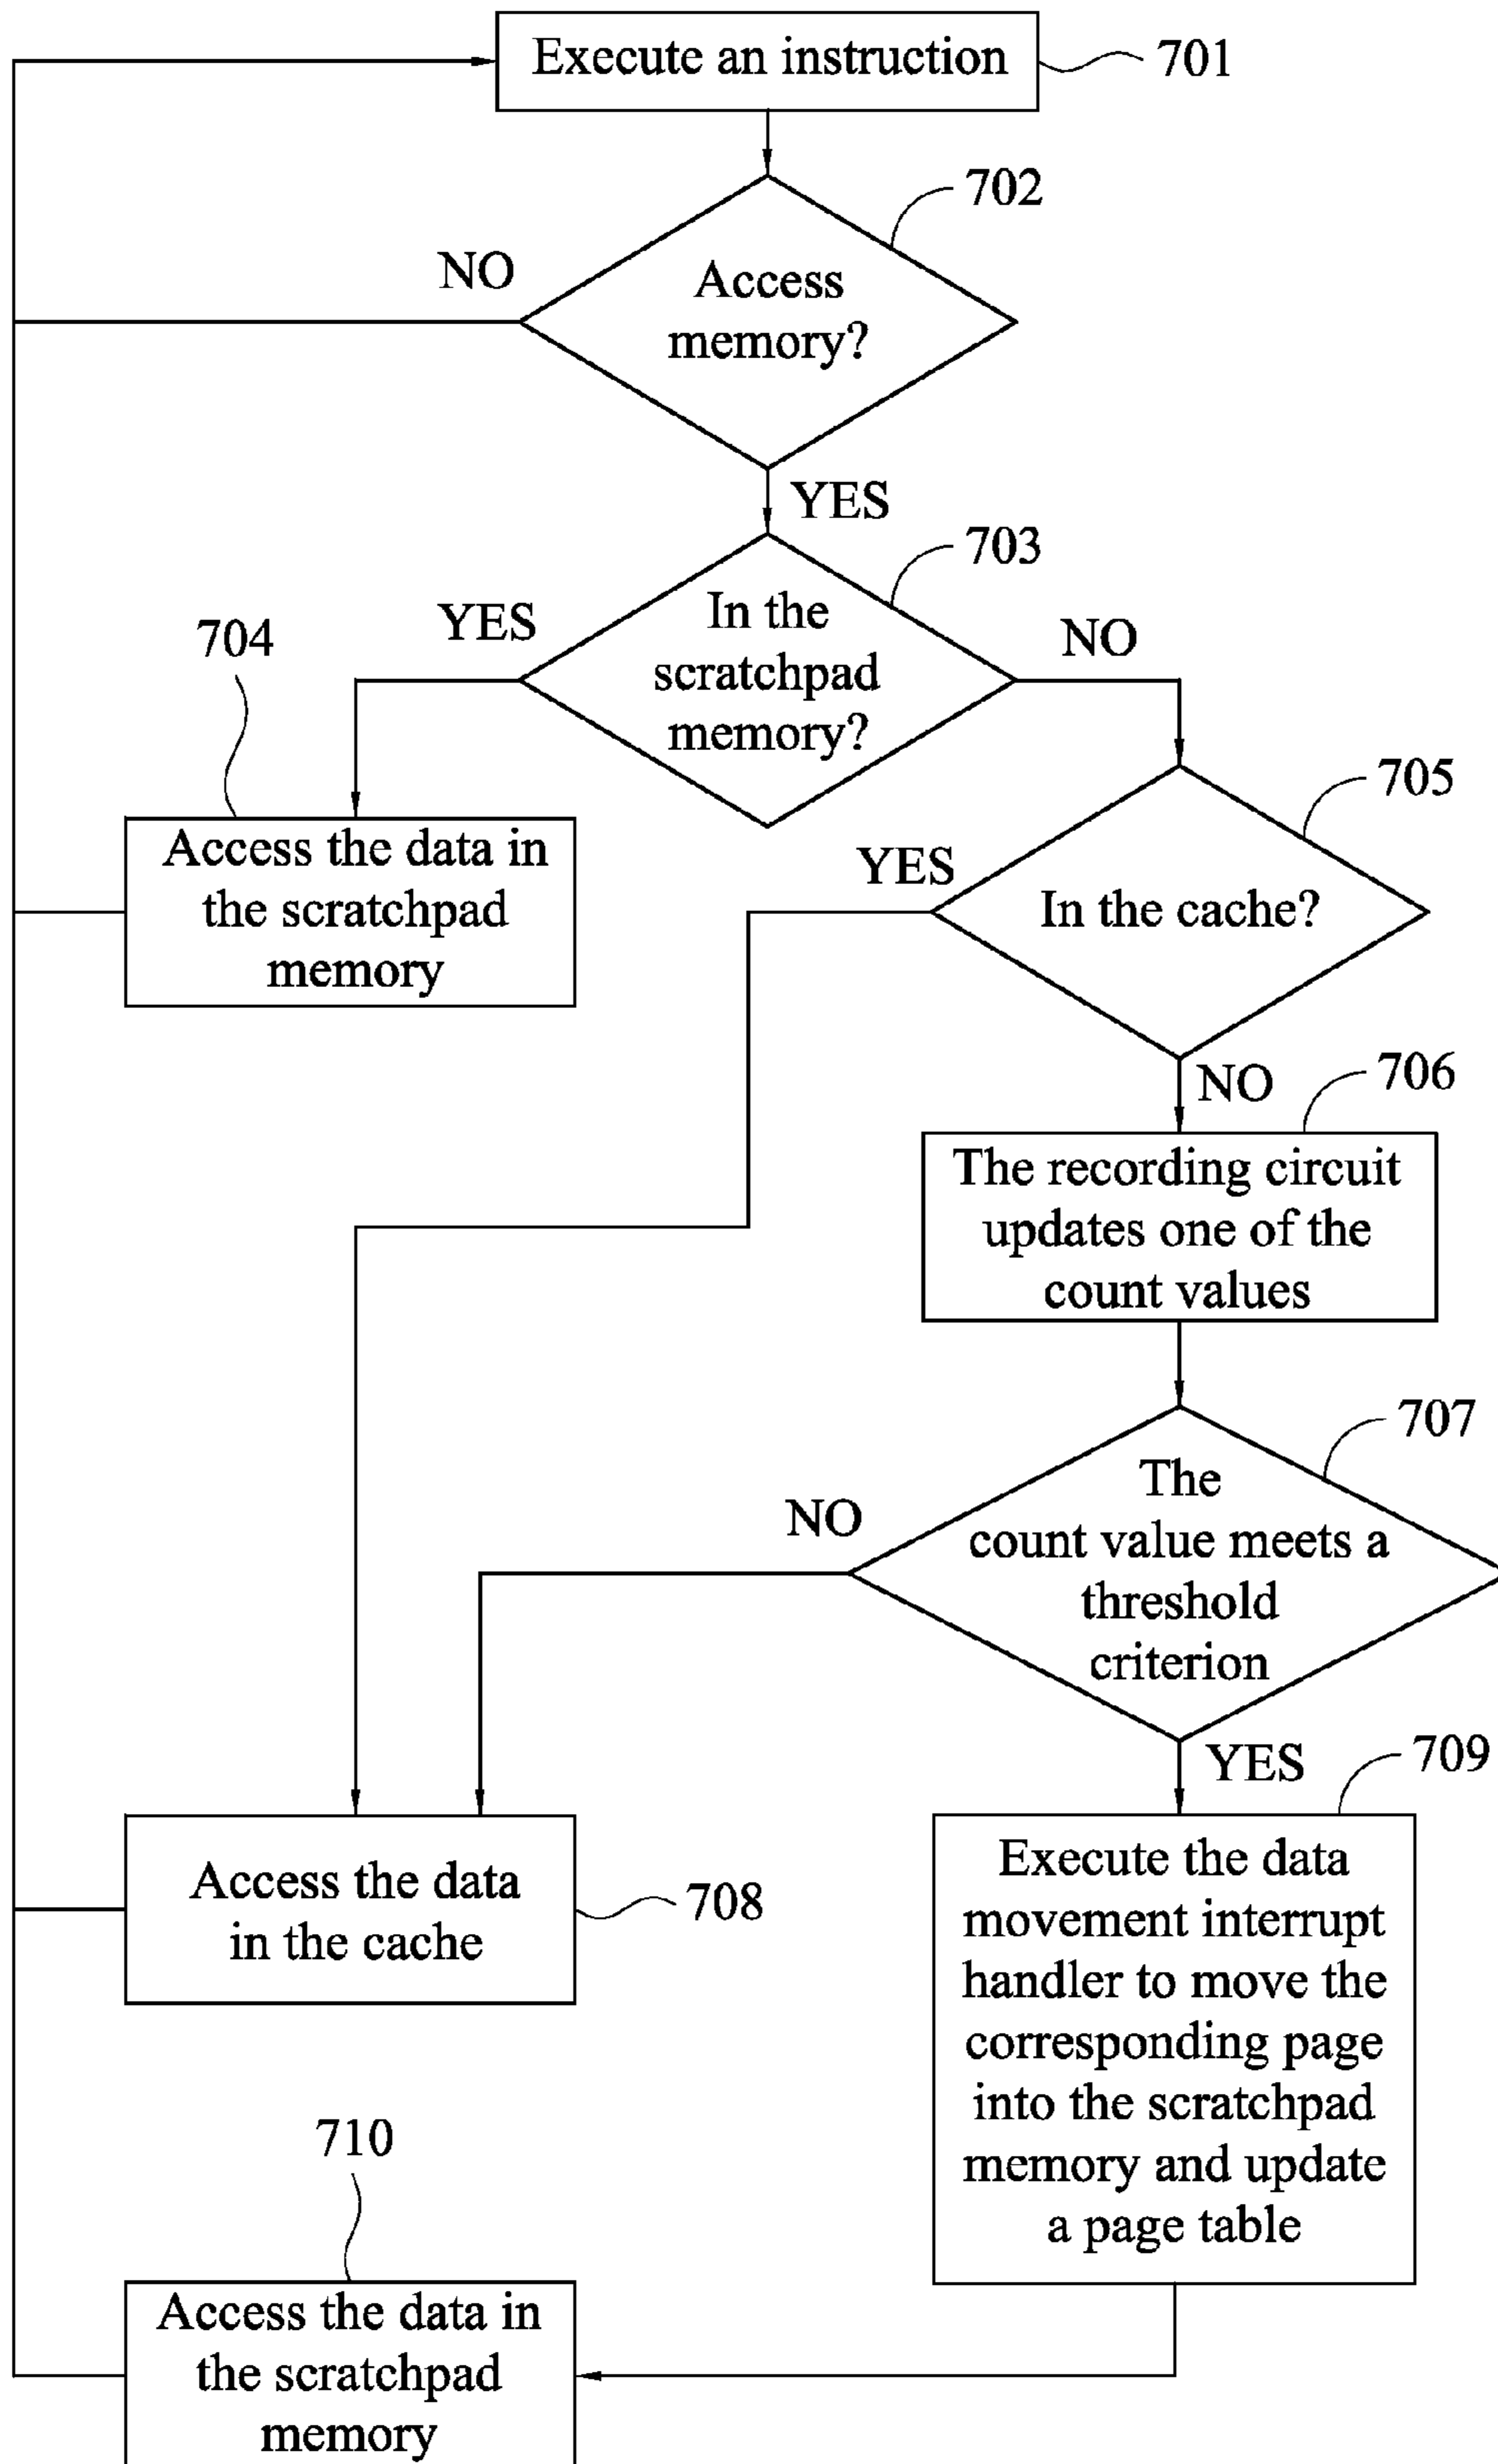 Execute an instruction
701
702
Access
memory?
NO
YES
703
In the
scratchpad
memory?
YES
NO
704
Access the data in
the scratchpad
memory
705
In the cache?
YES
NO
706
The recording circuit
updates one of the
count values
707
The
count value meets a
threshold
criterion
NO
YES
708
Access the data
in the cache
709
Execute the data
movement interrupt
handler to move the
corresponding page
into the scratchpad
memory and update
a page table
710
Access the data in
the scratchpad
memory